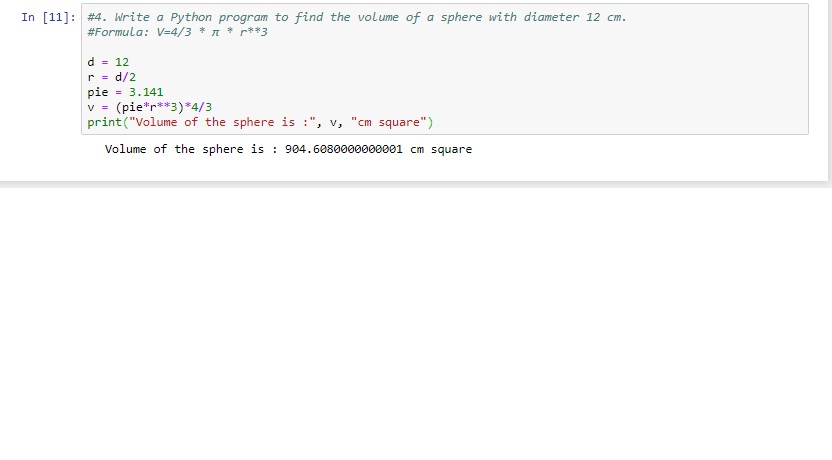 In [11]: #4. Write a Python program to find the volume of a sphere with diameter 12 cm.
#Formula: V=4/3 * π * r**3
d = 12
r = d/2
pie = 3.141
v = (pie*r**3)*4/3
print("Volume of the sphere is :", v, "cm square")
Volume of the sphere is : 904.6080000000001 cm square